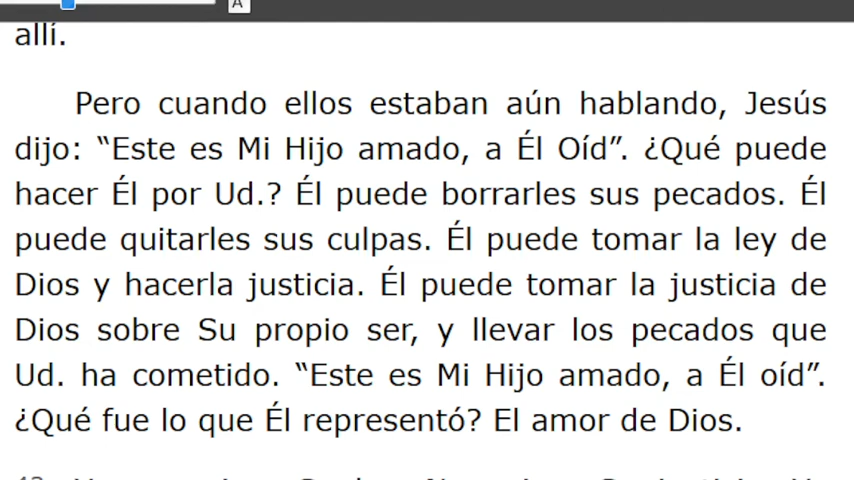 A
allí.
Pero cuando ellos estaban aún hablando, Jesús
dijo: “Este es Mi Hijo amado, a Él Oíd”. ¿Qué puede
hacer Él por Ud.? Él puede borrarles sus pecados. Él
puede quitarles sus culpas. Él puede tomar la ley de
Dios y hacerla justicia. Él puede tomar la justicia de
Dios sobre Su propio ser, y llevar los pecados que
Ud. ha cometido. “Este es Mi Hijo amado, a Él oíd”.
¿Qué fue lo que Él representó? El amor de Dios.